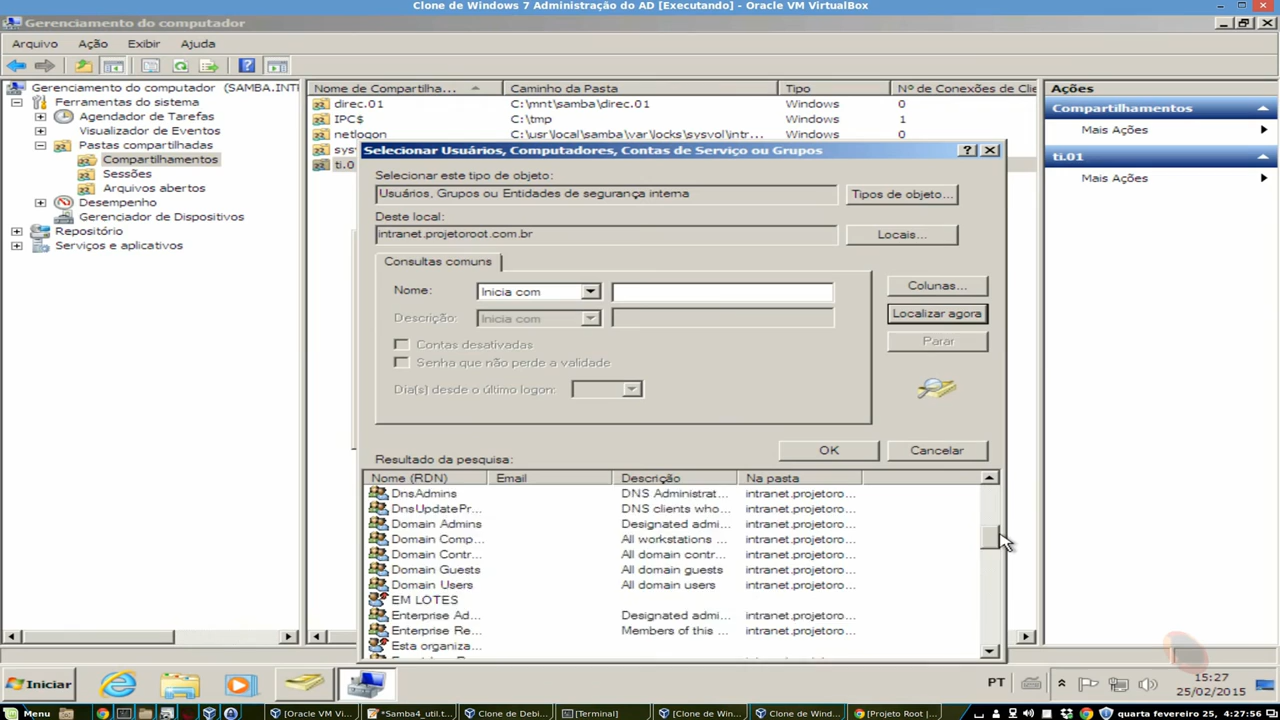 Clone de Windows 7 Administração do AD [Executando] - Oracle VM VirtualBox
Gerenciamento do computador
Arquivo Ação Exibir Ajuda
Gerenciamento do computador (SAMBA.INTI
Ferramentas do sistema
Agendador de Tarefas
Visualizador de Eventos
Pastas compartilhadas
Compartilhamentos
Sessões
Arquivos abertos
Desempenho
Gerenciador de Dispositivos
Repositório
Serviços e aplicativos
Nome de Compartilha... Caminho da Pasta Tipo Nº de Conexões de Clie
direc.01 C:\mnt\samba\direc.01 Windows 0
IPC$ C:\tmp Windows 1
netlogon C:\usr\local\samba\var\locks\sysvol\intr... Windows 0
sys
ti.0
Ações
Compartilhamentos
Mais Ações
ti.01
Mais Ações
Selecionar Usuários, Computadores, Contas de Serviço ou Grupos
Selecionar este tipo de objeto:
Usuários, Grupos ou Entidades de segurança interna Tipos de objeto...
Deste local:
intranet.projetoroot.com.br Locais...
Consultas comuns
Nome: Inicia com
Descrição: Inicia com
Contas desativadas
Senha que não perde a validade
Dia(s) desde o último logon:
Colunas...
Localizar agora
Parar
OK Cancelar
Resultado da pesquisa:
Nome (RDN) Email Descrição Na pasta
DnsAdmins DNS Administrat... intranet.projetoro...
DnsUpdatePr... DNS clients who... intranet.projetoro...
Domain Admins Designated admi... intranet.projetoro...
Domain Comp... All workstations ... intranet.projetoro...
Domain Contr... All domain contr... intranet.projetoro...
Domain Guests All domain guests intranet.projetoro...
Domain Users All domain users intranet.projetoro...
EM LOTES
Enterprise Ad... Designated admi... intranet.projetoro...
Enterprise Re... Members of this ... intranet.projetoro...
Esta organiza...
Iniciar PT 15:27
25/02/2015
Menu [Oracle VM Vi... *Samba4_util.t... Clone de Debi... [Terminal] [Clone de Win... Clone de Wind... [Projeto Root |... quarta fevereiro 25, 4:27:56